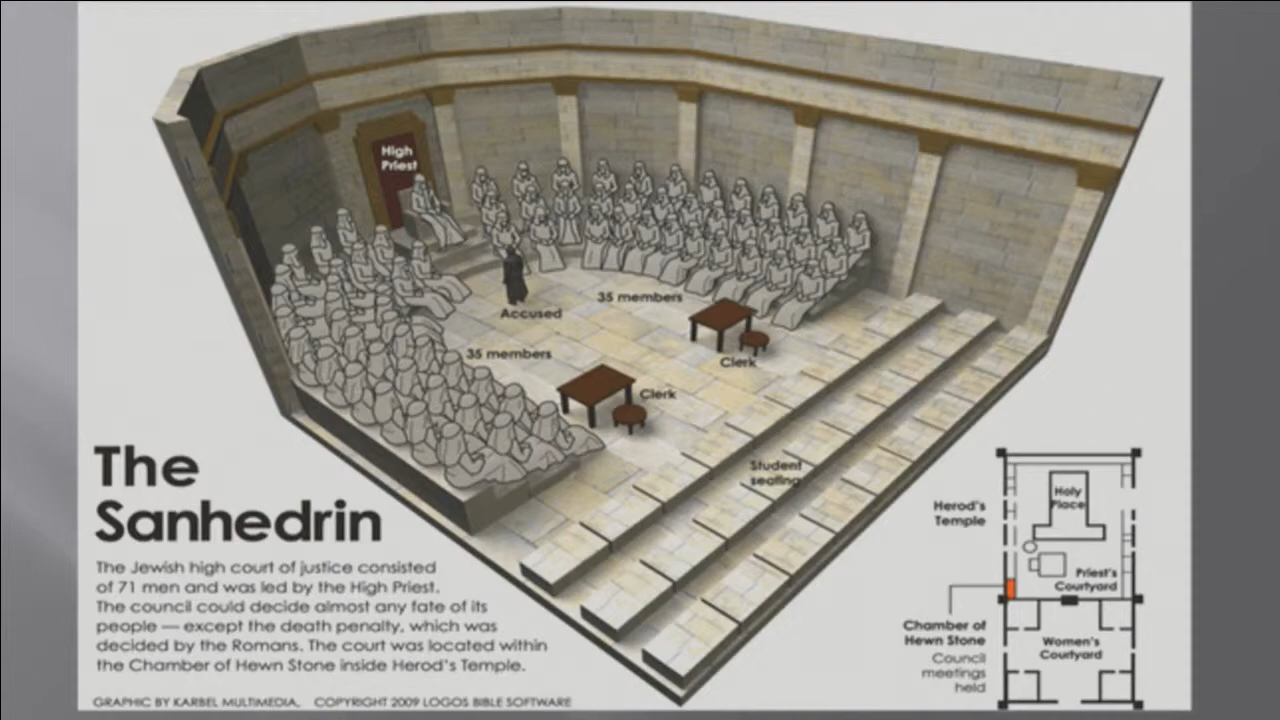 High
Priest
35 members
Accused
35 members
Clerk
Clerk
Student
seating
The
Sanhedrin
The Jewish high court of justice consisted
of 71 men and was led by the High Priest.
The council could decide almost any fate of its
people — except the death penalty, which was
decided by the Romans. The court was located within
the Chamber of Hewn Stone inside Herod's Temple.
GRAPHIC BY KARBEL MULTIMEDIA, COPYRIGHT 2009 LOGOS BIBLE SOFTWARE
Holy
Place
Herod's
Temple
Priest's
Courtyard
Chamber of
Hewn Stone
Council
meetings
held
Women's
Courtyard